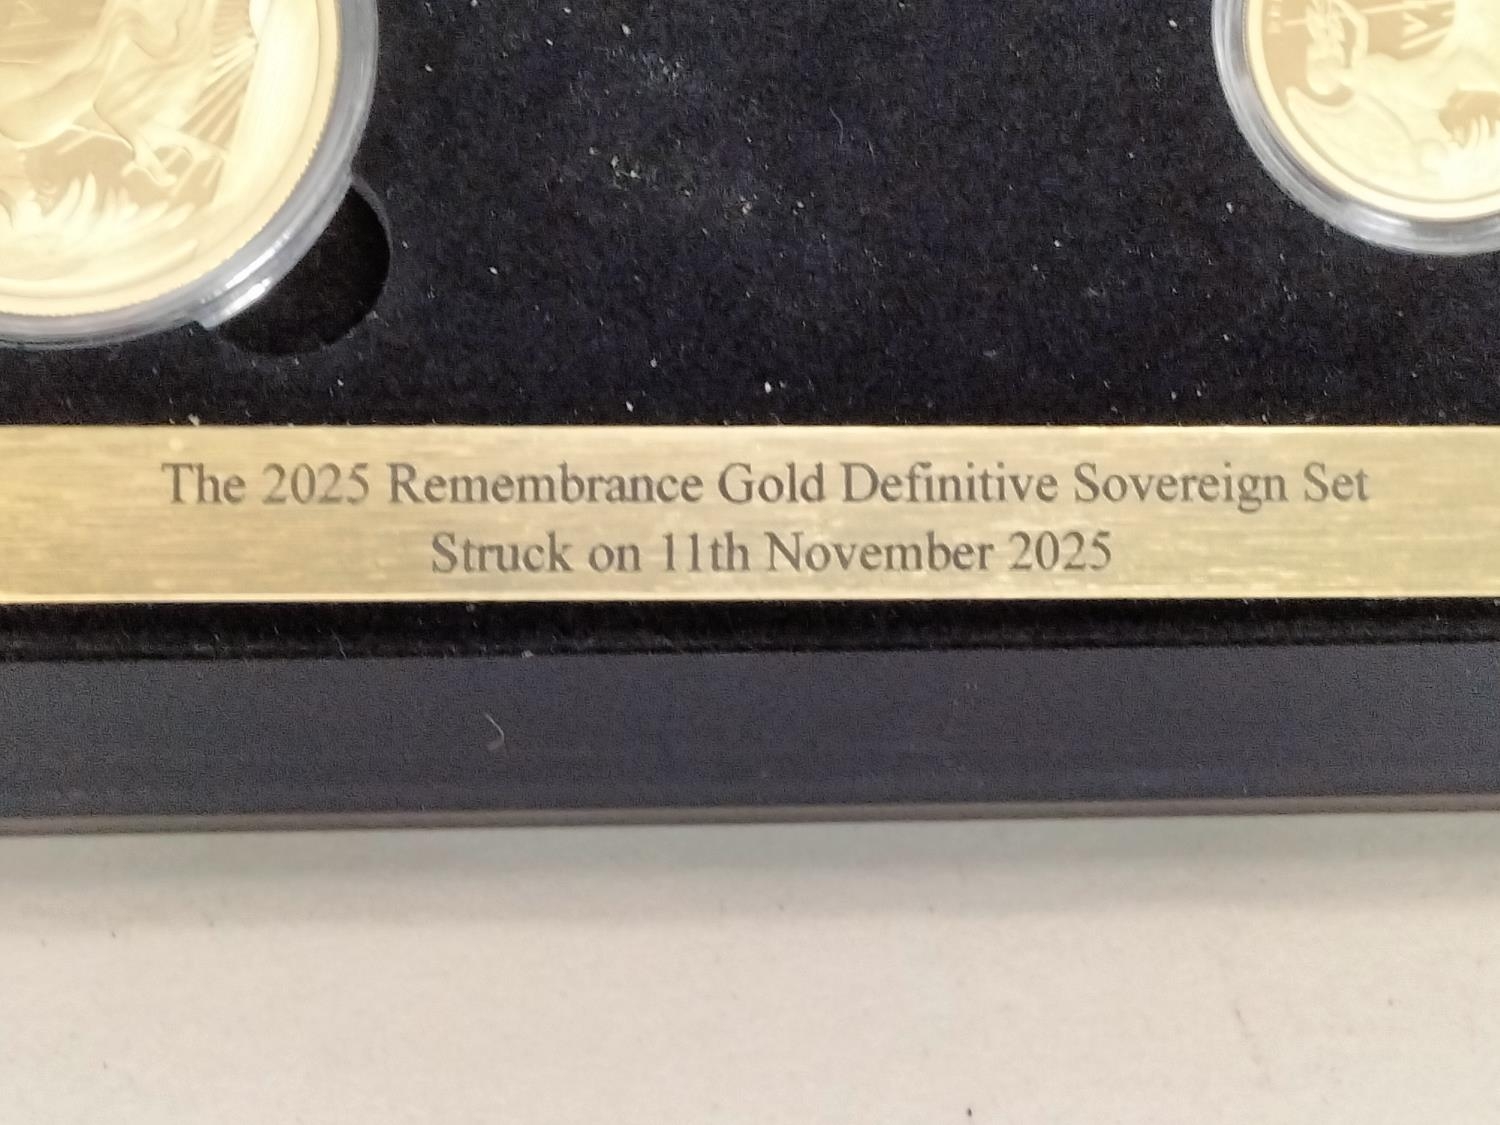 The 2025 Remembrance Gold Definitive Sovereign Set
Struck on 11th November 2025